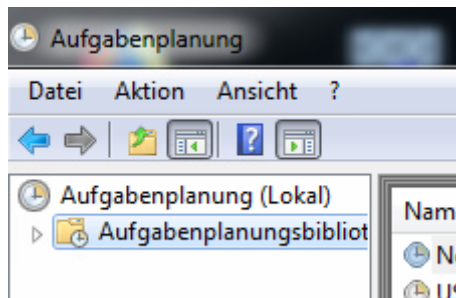 Aufgabenplanung
Datei Aktion Ansicht ?
Aufgabenplanung (Lokal)
Aufgabenplanungsbibliot
Nam